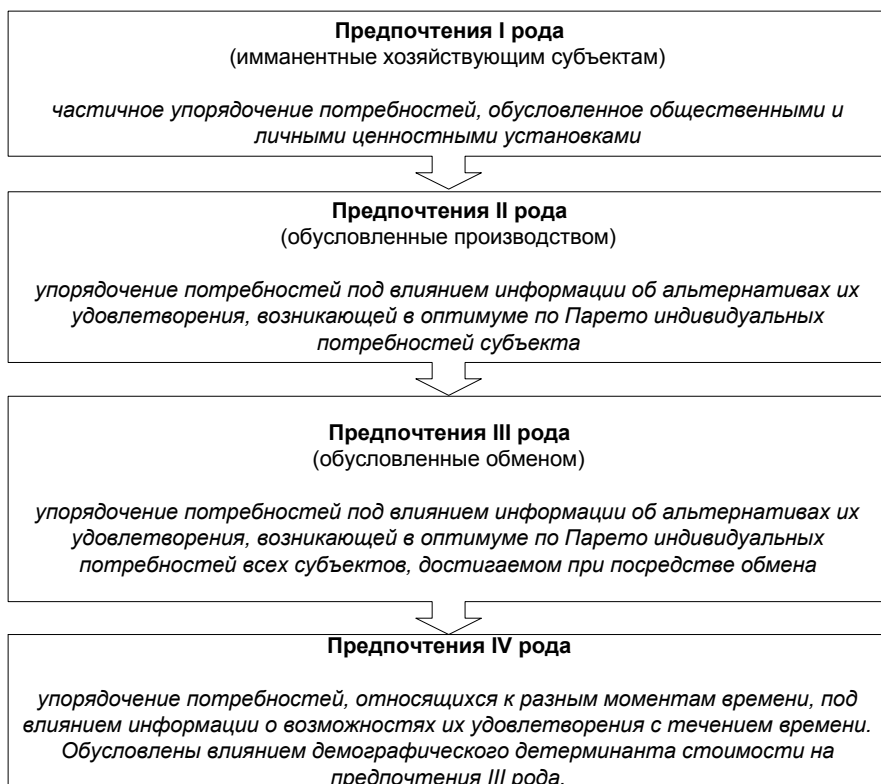 Предпочтения I рода
(имманентные хозяйствующим субъектам)
частичное упорядочение потребностей, обусловленное общественными и
личными ценностными установками
Предпочтения II рода
(обусловленные производством)
упорядочение потребностей под влиянием информации об альтернативах их
удовлетворения, возникающей в оптимуме по Парето индивидуальных
потребностей субъекта
Предпочтения III рода
(обусловленные обменом)
упорядочение потребностей под влиянием информации об альтернативах их
удовлетворения, возникающей в оптимуме по Парето индивидуальных
потребностей всех субъектов, достигаемом при посредстве обмена
Предпочтения IV рода
упорядочение потребностей, относящихся к разным моментам времени, под
влиянием информации о возможностях их удовлетворения с течением времени.
Обусловлены влиянием демографического детерминанта стоимости на
предпочтения III рода.